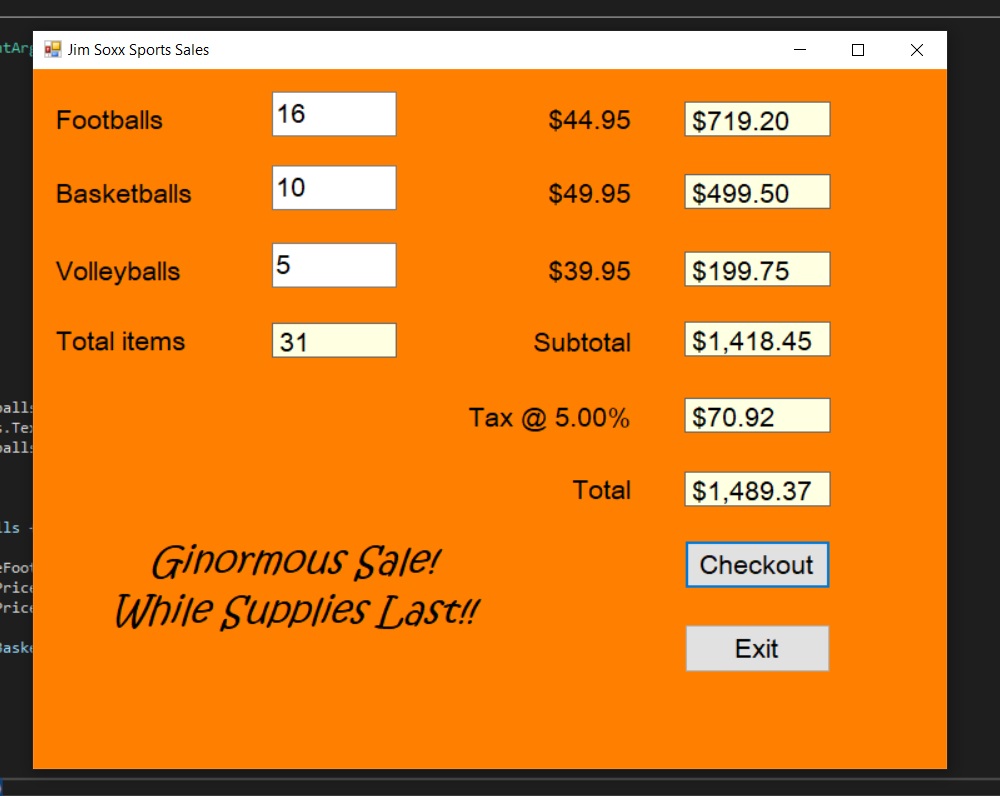 Jim Soxx Sports Sales
Footballs 16 $44.95 $719.20
Basketballs 10 $49.95 $499.50
Volleyballs 5 $39.95 $199.75
Total items 31 Subtotal $1,418.45
Tax @ 5.00% $70.92
Total $1,489.37
Ginormous Sale!
While Supplies Last!!
Checkout
Exit